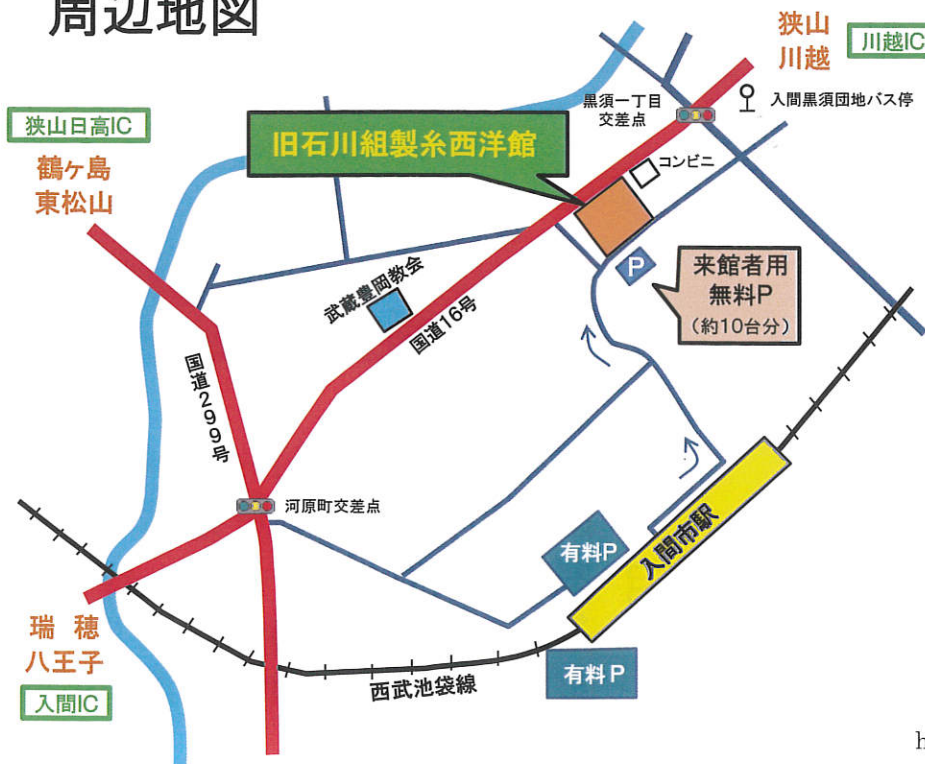 周辺地図
狭山
川越
川越IC
黒須一丁目
交差点
入間黒須団地バス停
狭山日高IC
鶴ヶ島
東松山
旧石川組製糸西洋館
コンビニ
P
来館者用
無料P
(約10台分)
武蔵豊岡教会
国道16号
国道299号
河原町交差点
有料P
入間市駅
瑞穂
八王子
入間IC
西武池袋線
有料P
h